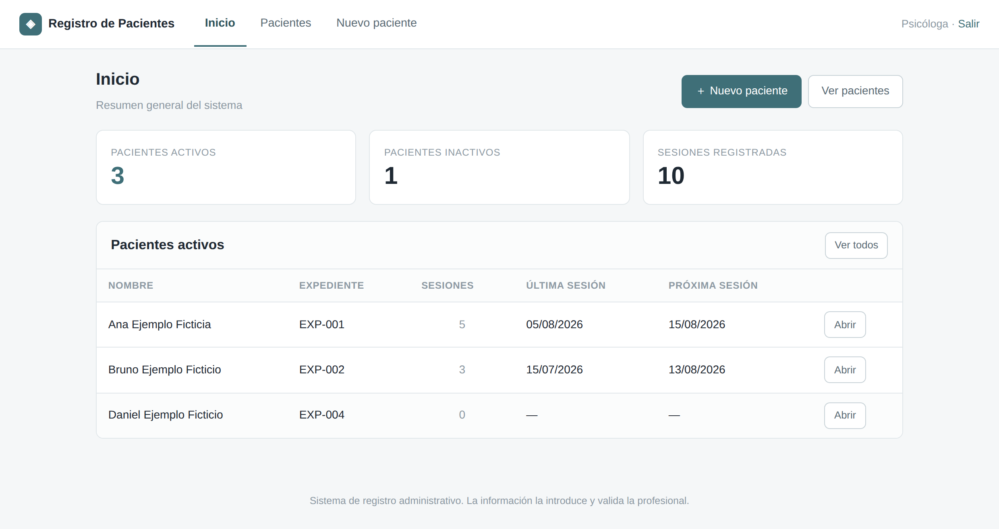 Registro de Pacientes Inicio Pacientes Nuevo paciente Psicóloga · Salir
Inicio
+ Nuevo paciente Ver pacientes
Resumen general del sistema
PACIENTES ACTIVOS PACIENTES INACTIVOS SESIONES REGISTRADAS
3 1 10
Pacientes activos Ver todos
NOMBRE EXPEDIENTE SESIONES ÚLTIMA SESIÓN PRÓXIMA SESIÓN
Ana Ejemplo Ficticia EXP-001 5 05/08/2026 15/08/2026 Abrir
Bruno Ejemplo Ficticio EXP-002 3 15/07/2026 13/08/2026 Abrir
Daniel Ejemplo Ficticio EXP-004 0 — — Abrir
Sistema de registro administrativo. La información la introduce y valida la profesional.